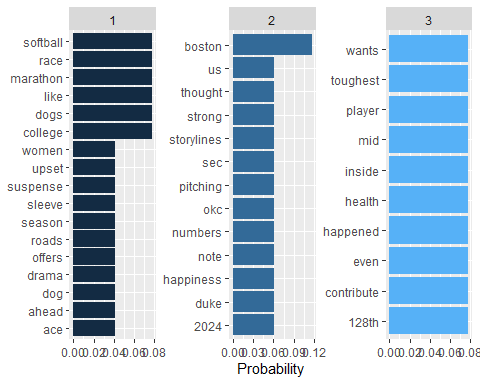 1
softball
race
marathon
like
dogs
college
women
upset
suspense
sleeve
season
roads
offers
drama
dog
ahead
ace
0.00 0.02 0.04 0.06 0.08
2
boston
us
thought
strong
storylines
sec
pitching
okc
numbers
note
happiness
duke
2024
0.00 0.03 0.06 0.09 0.12
3
wants
toughest
player
mid
inside
health
happened
even
contribute
128th
0.00 0.02 0.04 0.06 0.08
Probability